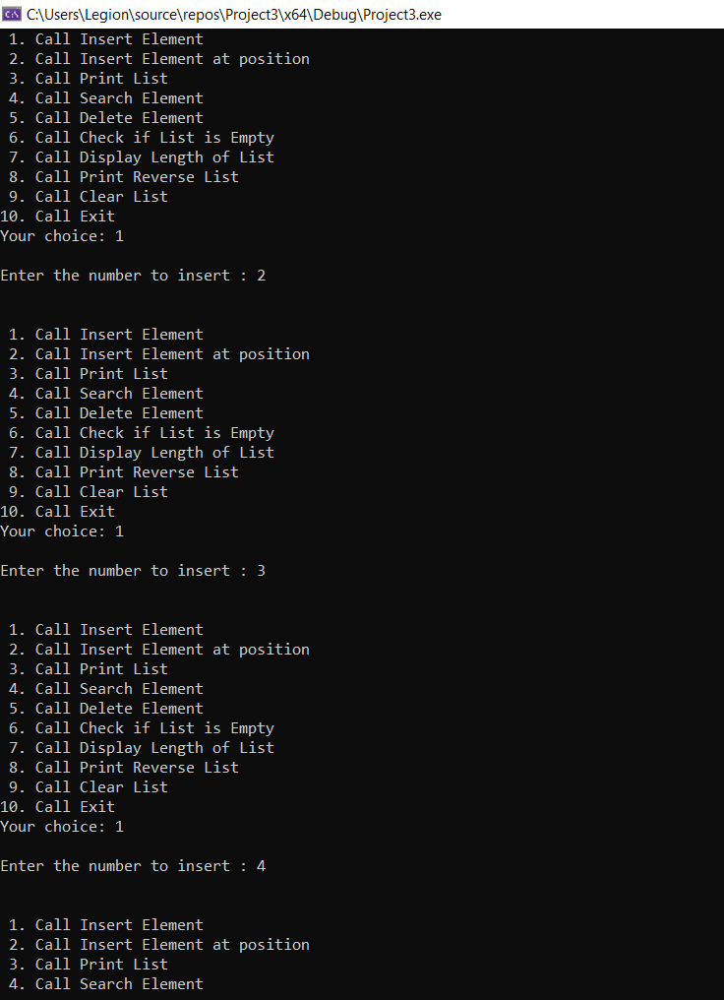 C:\Users\Legion\source\repos\Project3\x64\Debug\Project3.exe
1. Call Insert Element
2. Call Insert Element at position
3. Call Print List
4. Call Search Element
5. Call Delete Element
6. Call Check if List is Empty
7. Call Display Length of List
8. Call Print Reverse List
9. Call Clear List
10. Call Exit
Your choice: 1
Enter the number to insert : 2
1. Call Insert Element
2. Call Insert Element at position
3. Call Print List
4. Call Search Element
5. Call Delete Element
6. Call Check if List is Empty
7. Call Display Length of List
8. Call Print Reverse List
9. Call Clear List
10. Call Exit
Your choice: 1
Enter the number to insert : 3
1. Call Insert Element
2. Call Insert Element at position
3. Call Print List
4. Call Search Element
5. Call Delete Element
6. Call Check if List is Empty
7. Call Display Length of List
8. Call Print Reverse List
9. Call Clear List
10. Call Exit
Your choice: 1
Enter the number to insert : 4
1. Call Insert Element
2. Call Insert Element at position
3. Call Print List
4. Call Search Element